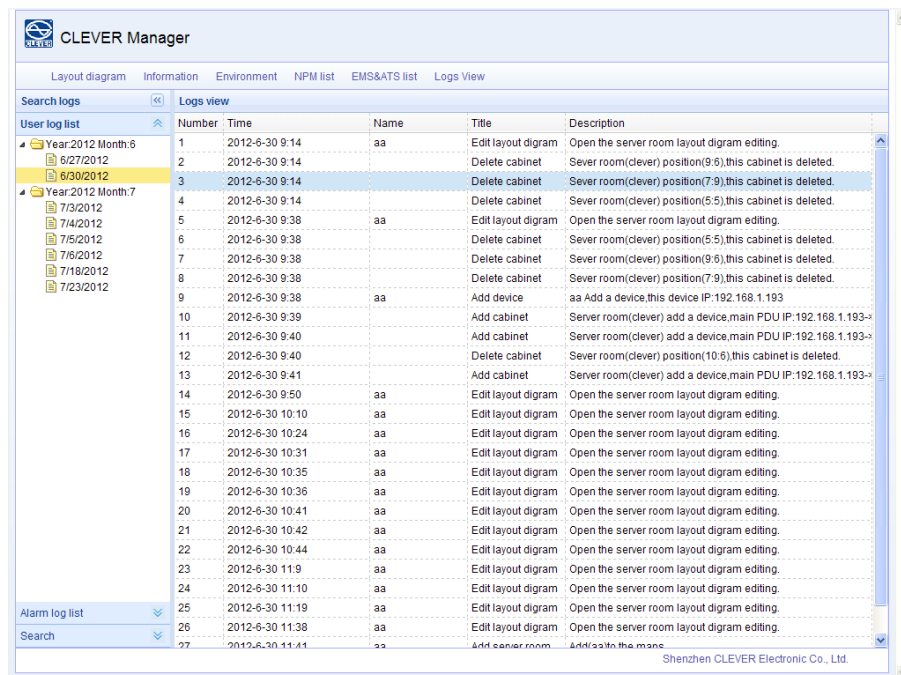 CLEVER
CLEVER Manager
Layout diagram Information Environment NPM list EMS&ATS list Logs View
Search logs Logs view
User log list
Year:2012 Month:6
6/27/2012
6/30/2012
Year:2012 Month:7
7/3/2012
7/4/2012
7/5/2012
7/6/2012
7/18/2012
7/23/2012
Alarm log list
Search
Number Time Name Title Description
1 2012-6-30 9:14 aa Edit layout digram Open the server room layout digram editing.
2 2012-6-30 9:14 Delete cabinet Sever room(clever) position(9:6),this cabinet is deleted.
3 2012-6-30 9:14 Delete cabinet Sever room(clever) position(7:9),this cabinet is deleted.
4 2012-6-30 9:14 Delete cabinet Sever room(clever) position(5:5),this cabinet is deleted.
5 2012-6-30 9:38 aa Edit layout digram Open the server room layout digram editing.
6 2012-6-30 9:38 Delete cabinet Sever room(clever) position(5:5),this cabinet is deleted.
7 2012-6-30 9:38 Delete cabinet Sever room(clever) position(9:6),this cabinet is deleted.
8 2012-6-30 9:38 Delete cabinet Sever room(clever) position(7:9),this cabinet is deleted.
9 2012-6-30 9:38 aa Add device aa Add a device,this device IP:192.168.1.193
10 2012-6-30 9:39 Add cabinet Server room(clever) add a device,main PDU IP:192.168.1.193->
11 2012-6-30 9:40 Add cabinet Server room(clever) add a device,main PDU IP:192.168.1.193->
12 2012-6-30 9:40 Delete cabinet Sever room(clever) position(10:6),this cabinet is deleted.
13 2012-6-30 9:41 Add cabinet Server room(clever) add a device,main PDU IP:192.168.1.193->
14 2012-6-30 9:50 aa Edit layout digram Open the server room layout digram editing.
15 2012-6-30 10:10 aa Edit layout digram Open the server room layout digram editing.
16 2012-6-30 10:24 aa Edit layout digram Open the server room layout digram editing.
17 2012-6-30 10:31 aa Edit layout digram Open the server room layout digram editing.
18 2012-6-30 10:35 aa Edit layout digram Open the server room layout digram editing.
19 2012-6-30 10:36 aa Edit layout digram Open the server room layout digram editing.
20 2012-6-30 10:41 aa Edit layout digram Open the server room layout digram editing.
21 2012-6-30 10:42 aa Edit layout digram Open the server room layout digram editing.
22 2012-6-30 10:44 aa Edit layout digram Open the server room layout digram editing.
23 2012-6-30 11:9 aa Edit layout digram Open the server room layout digram editing.
24 2012-6-30 11:10 aa Edit layout digram Open the server room layout digram editing.
25 2012-6-30 11:19 aa Edit layout digram Open the server room layout digram editing.
26 2012-6-30 11:38 aa Edit layout digram Open the server room layout digram editing.
27 2012-6-30 11:41 aa Add server room Add(aa)to the maps
Shenzhen CLEVER Electronic Co., Ltd.